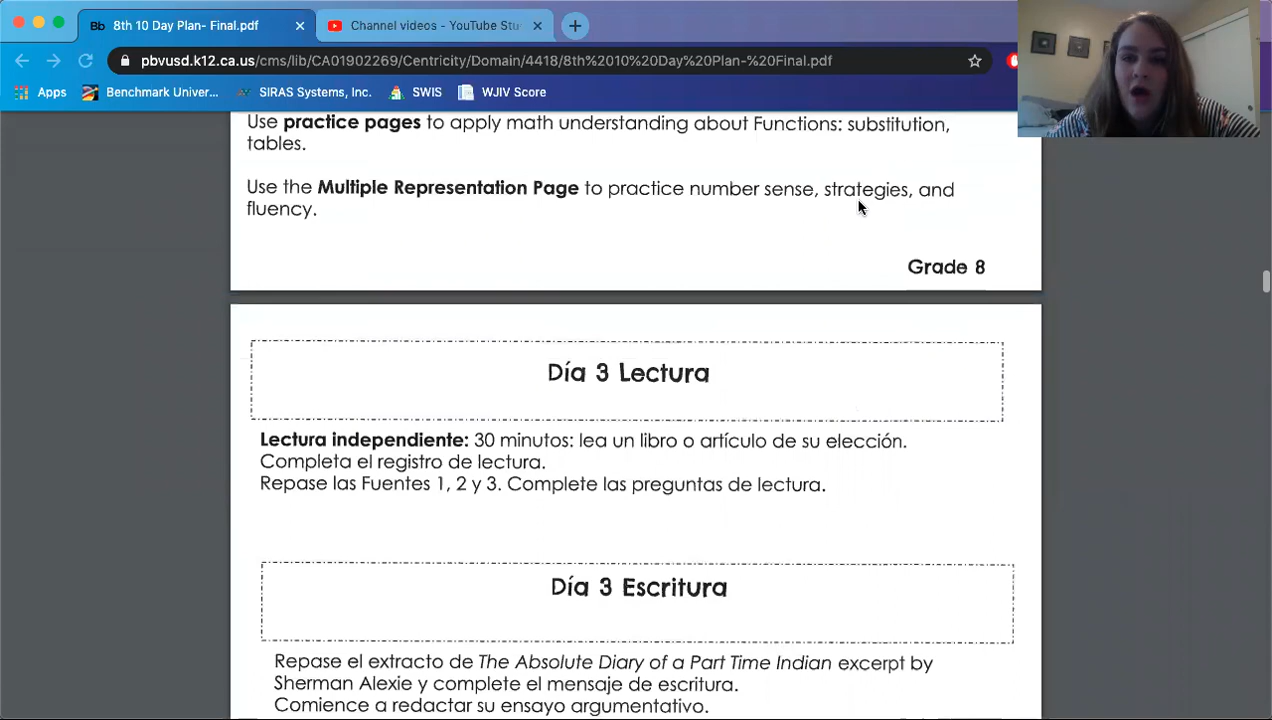 Bb 8th 10 Day Plan- Final.pdf
Channel videos - YouTube Stu
pbvusd.k12.ca.us/cms/lib/CA01902269/Centricity/Domain/4418/8th%2010%20Day%20Plan-%20Final.pdf
Apps Benchmark Univer... SIRAS Systems, Inc. SWIS WJIV Score
Use practice pages to apply math understanding about Functions: substitution,
tables.
Use the Multiple Representation Page to practice number sense, strategies, and
fluency.
Grade 8
Día 3 Lectura
Lectura independiente: 30 minutos: lea un libro o artículo de su elección.
Completa el registro de lectura.
Repase las Fuentes 1, 2 y 3. Complete las preguntas de lectura.
Día 3 Escritura
Repase el extracto de The Absolute Diary of a Part Time Indian excerpt by
Sherman Alexie y complete el mensaje de escritura.
Comience a redactar su ensayo argumentativo.